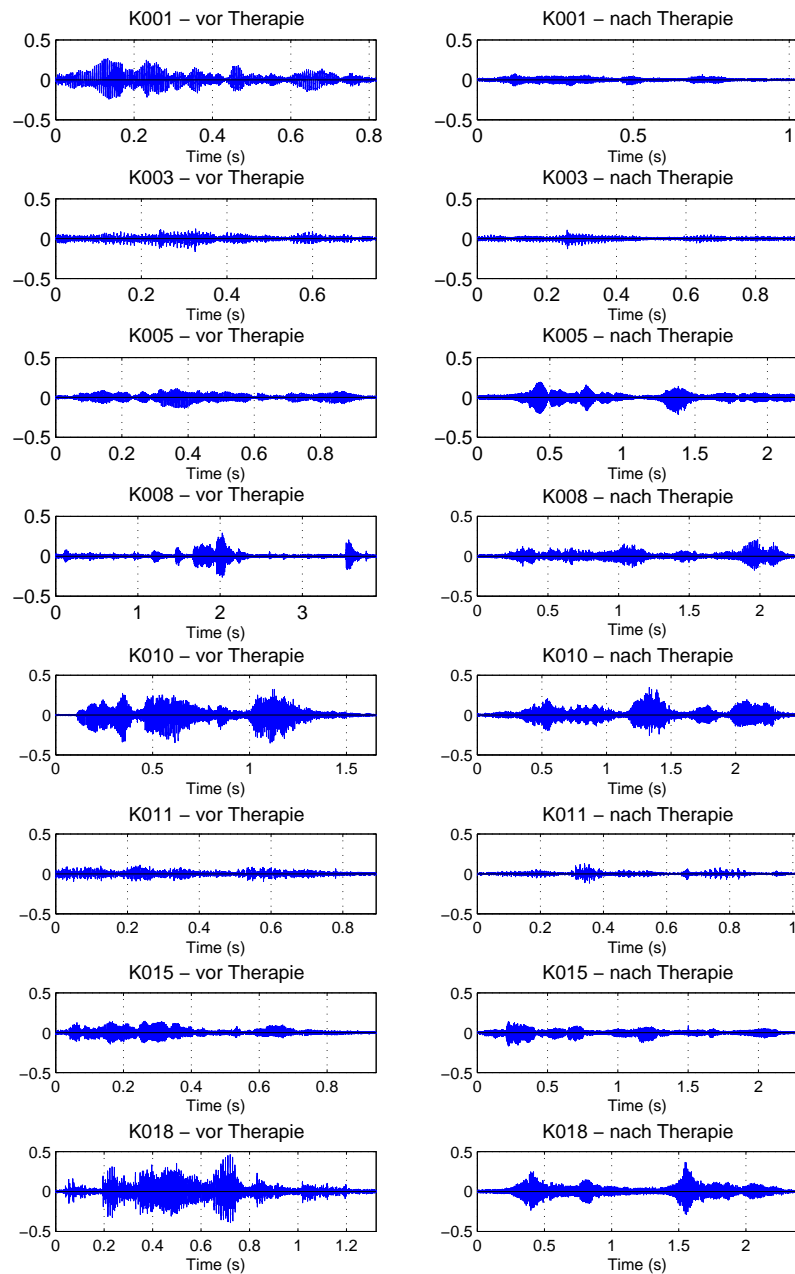 K001 – vor Therapie
0.5
0
−0.5
0 0.2 0.4 0.6 0.8
Time (s)
K001 – nach Therapie
0.5
0
−0.5
0 0.5 1
Time (s)
K003 – vor Therapie
0.5
0
−0.5
0 0.2 0.4 0.6
Time (s)
K003 – nach Therapie
0.5
0
−0.5
0 0.2 0.4 0.6 0.8
Time (s)
K005 – vor Therapie
0.5
0
−0.5
0 0.2 0.4 0.6 0.8
Time (s)
K005 – nach Therapie
0.5
0
−0.5
0 0.5 1 1.5 2
Time (s)
K008 – vor Therapie
0.5
0
−0.5
0 1 2 3
Time (s)
K008 – nach Therapie
0.5
0
−0.5
0 0.5 1 1.5 2
Time (s)
K010 – vor Therapie
0.5
0
−0.5
0 0.5 1 1.5
Time (s)
K010 – nach Therapie
0.5
0
−0.5
0 0.5 1 1.5 2
Time (s)
K011 – vor Therapie
0.5
0
−0.5
0 0.2 0.4 0.6 0.8
Time (s)
K011 – nach Therapie
0.5
0
−0.5
0 0.2 0.4 0.6 0.8 1
Time (s)
K015 – vor Therapie
0.5
0
−0.5
0 0.2 0.4 0.6 0.8
Time (s)
K015 – nach Therapie
0.5
0
−0.5
0 0.5 1 1.5 2
Time (s)
K018 – vor Therapie
0.5
0
−0.5
0 0.2 0.4 0.6 0.8 1 1.2
Time (s)
K018 – nach Therapie
0.5
0
−0.5
0 0.5 1 1.5 2
Time (s)